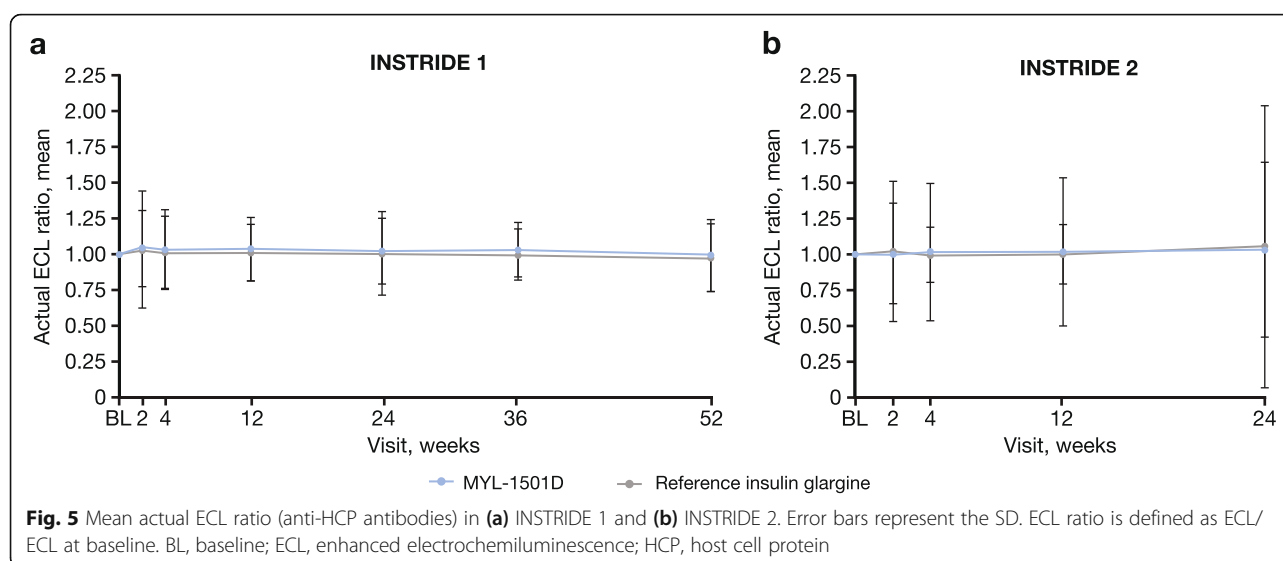 a
INSTRIDE 1
Actual ECL ratio, mean
2.25
2.00
1.75
1.50
1.25
1.00
0.75
0.50
0.25
0
BL 2 4 12 24 36 52
Visit, weeks
b
INSTRIDE 2
Actual ECL ratio, mean
2.25
2.00
1.75
1.50
1.25
1.00
0.75
0.50
0.25
0
BL 2 4 12 24
Visit, weeks
MYL-1501D Reference insulin glargine
Fig. 5 Mean actual ECL ratio (anti-HCP antibodies) in (a) INSTRIDE 1 and (b) INSTRIDE 2. Error bars represent the SD. ECL ratio is defined as ECL/
ECL at baseline. BL, baseline; ECL, enhanced electrochemiluminescence; HCP, host cell protein